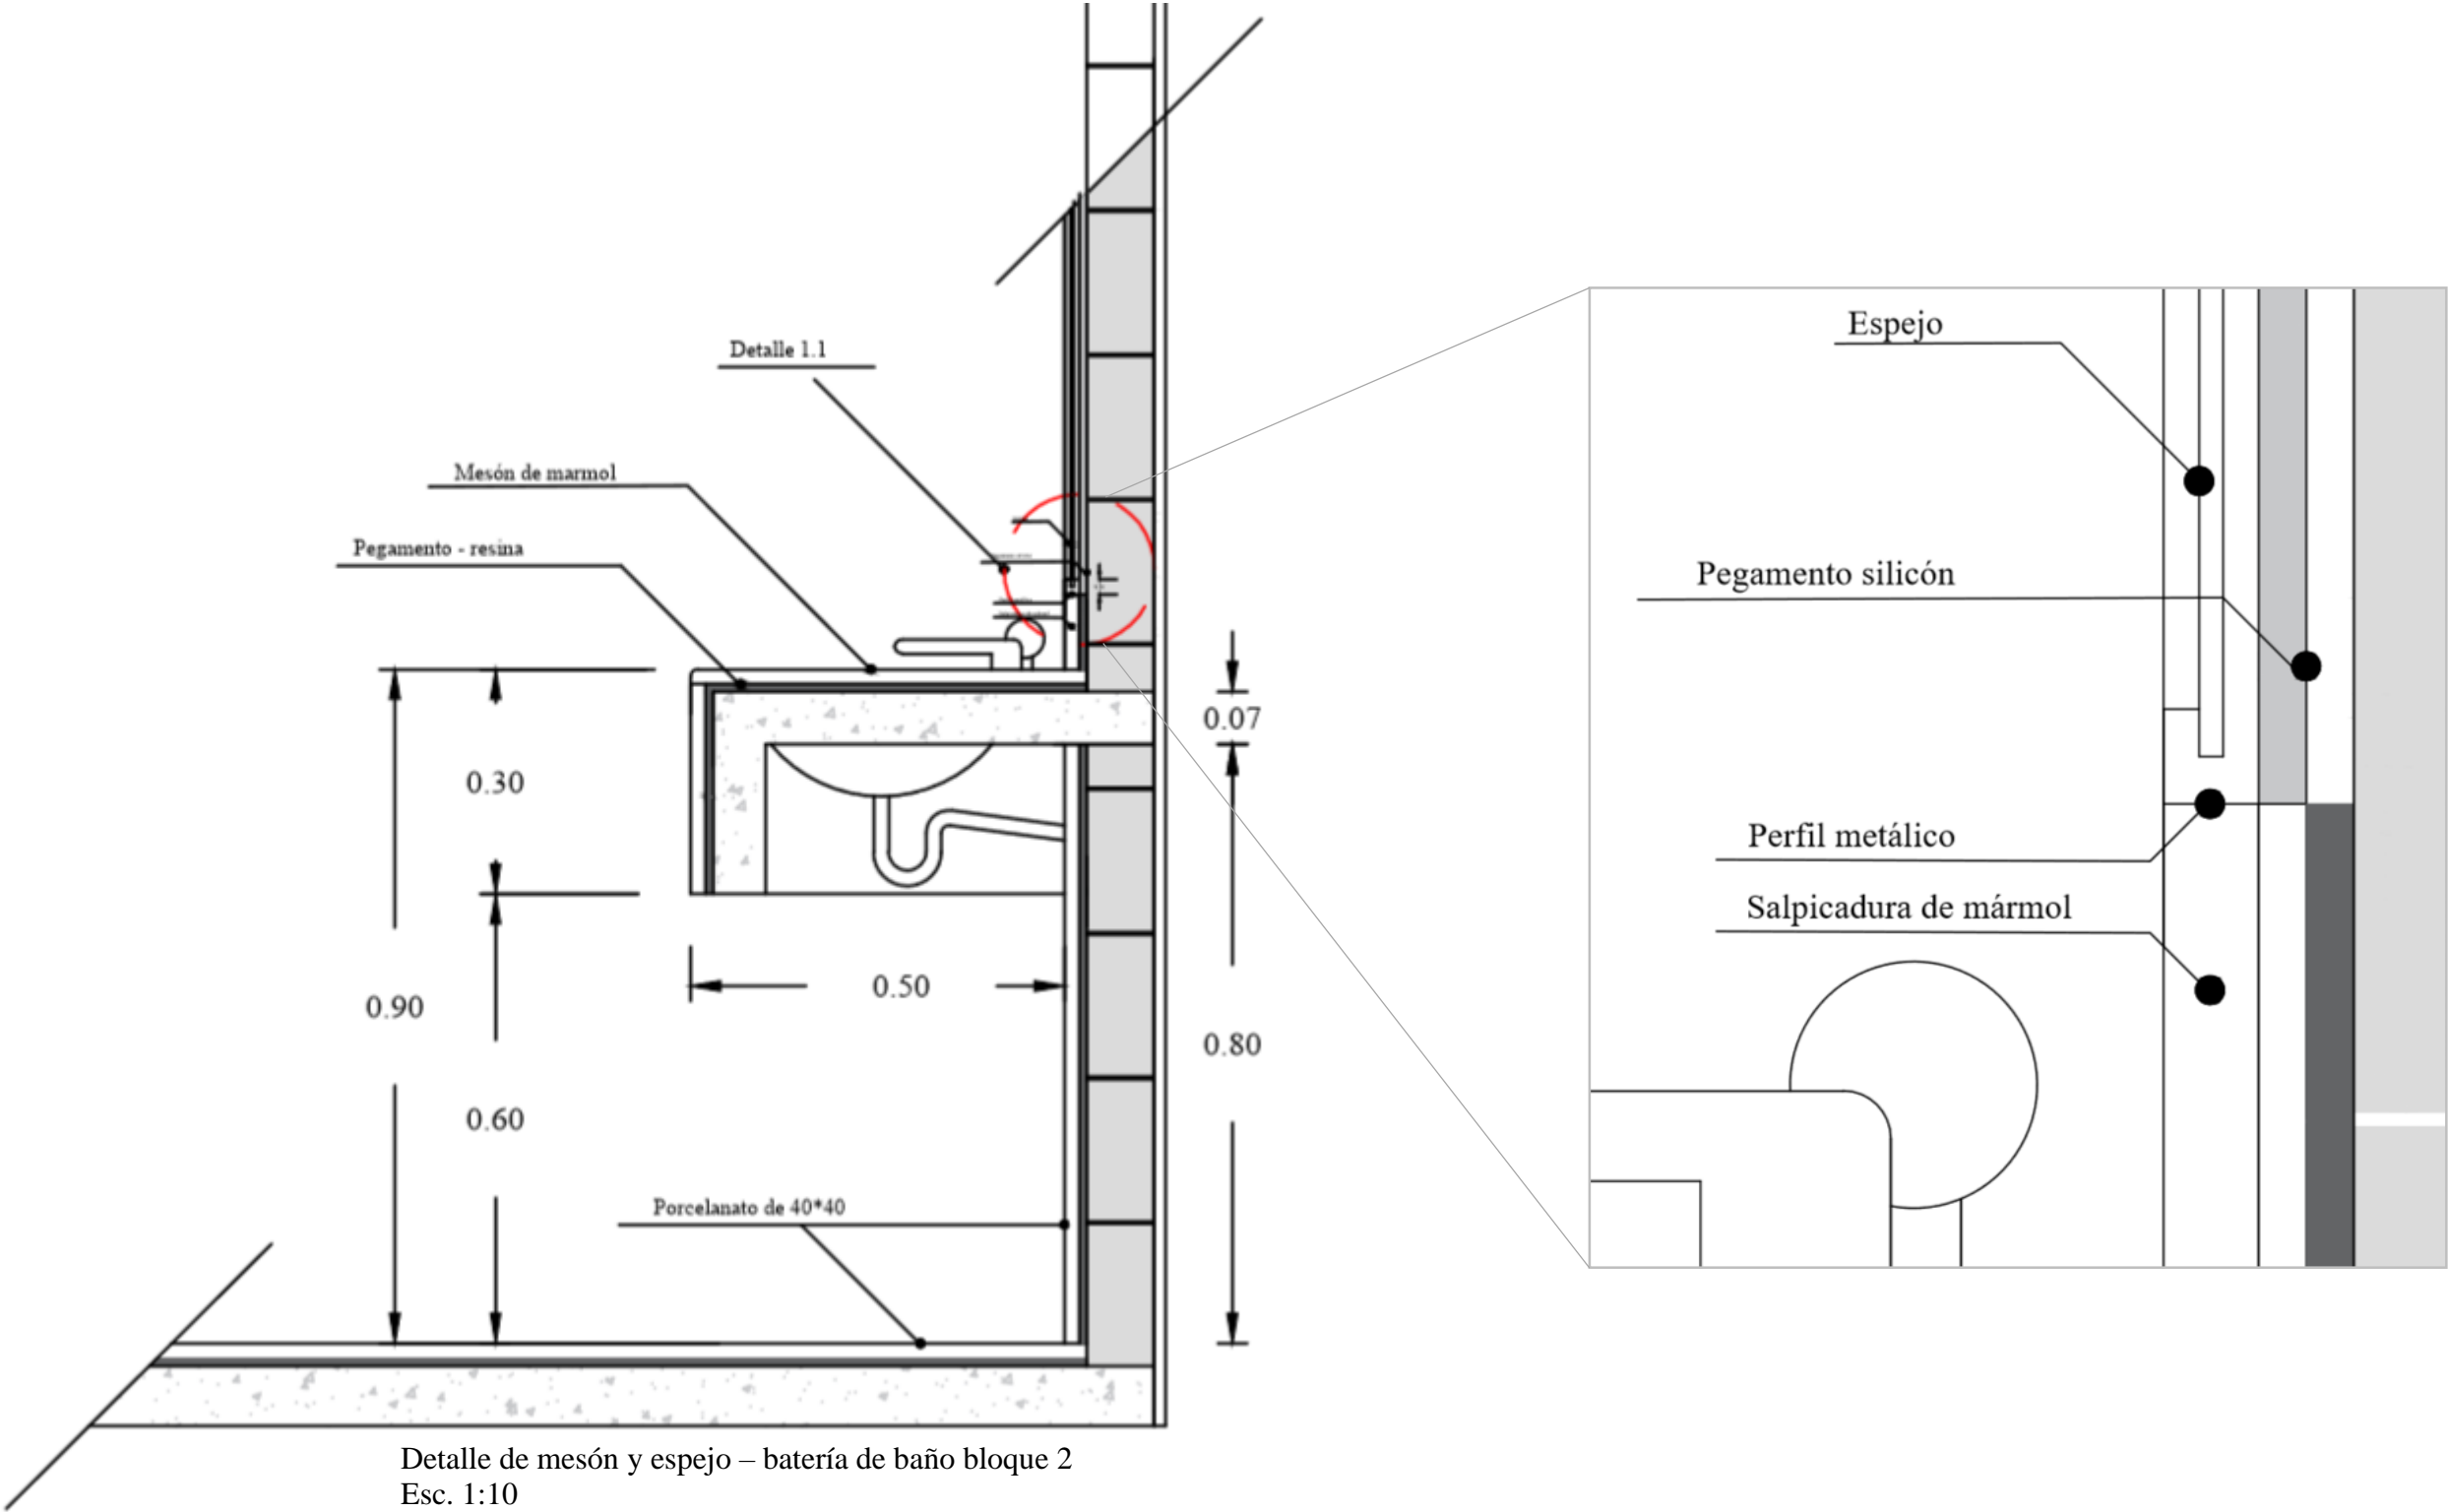 Detalle 1.1
Mesón de marmol
Pegamento - resina
0.07
0.30
0.90
0.50
0.80
0.60
Porcelanato de 40*40
Espejo
Pegamento silicón
Perfil metálico
Salpicadura de mármol
Detalle de mesón y espejo – batería de baño bloque 2
Esc. 1:10